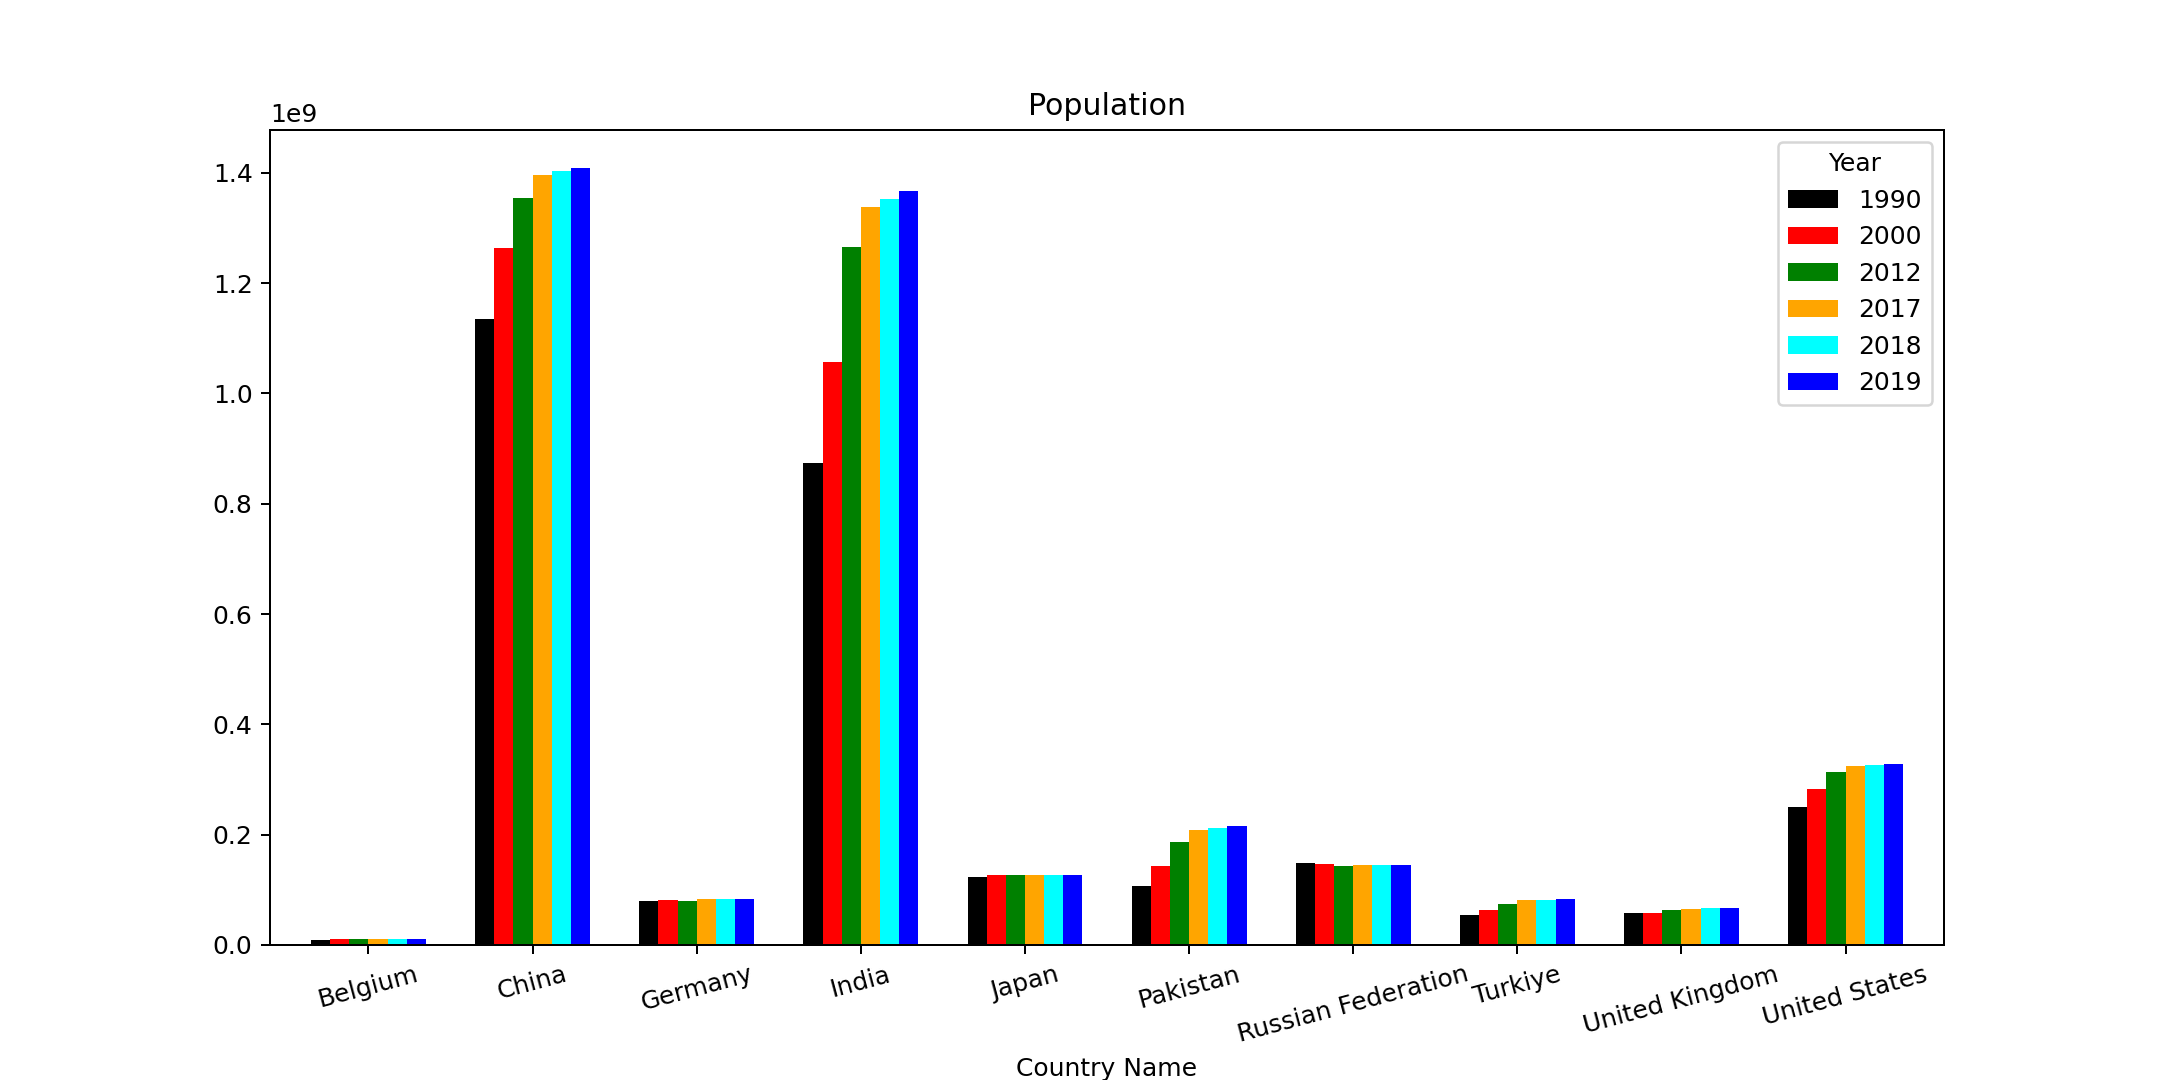 Population
1e9
1.4
1.2
1.0
0.8
0.6
0.4
0.2
0.0
Year
1990
2000
2012
2017
2018
2019
Belgium
China
Germany
India
Japan
Pakistan
Russian Federation
Turkiye
United Kingdom
United States
Country Name